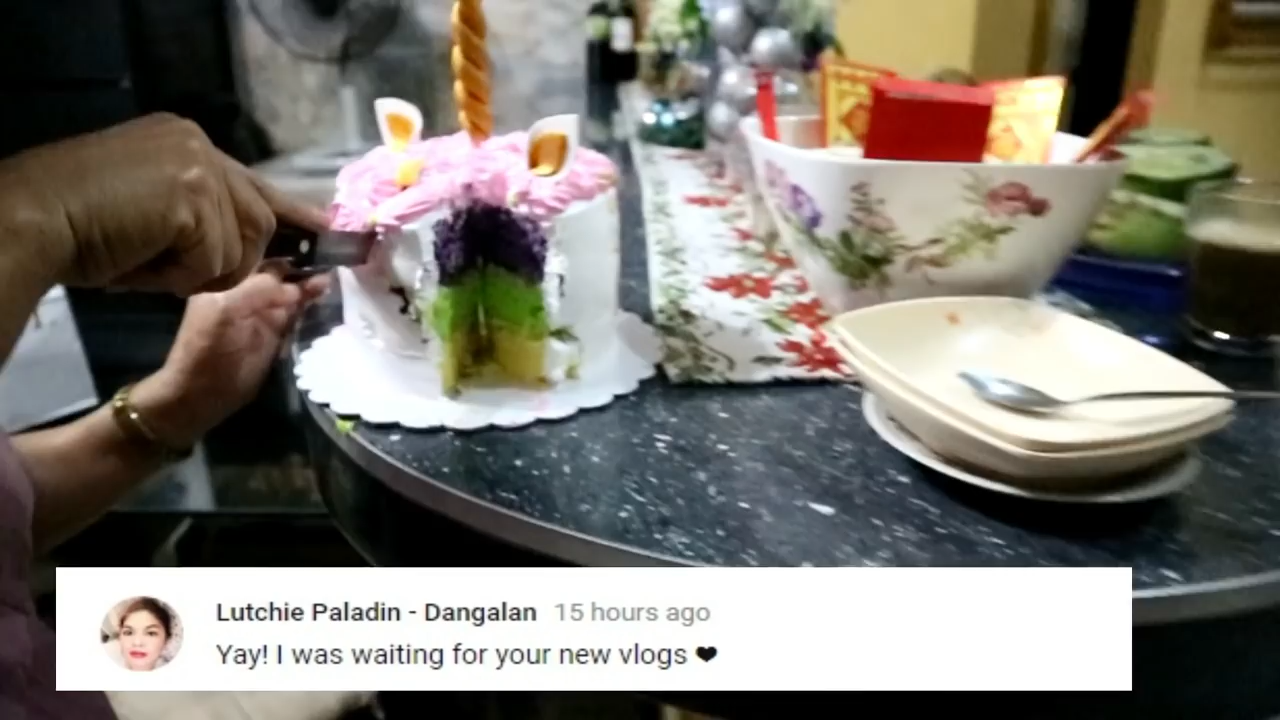 Lutchie Paladin - Dangalan 15 hours ago
Yay! I was waiting for your new vlogs ❤